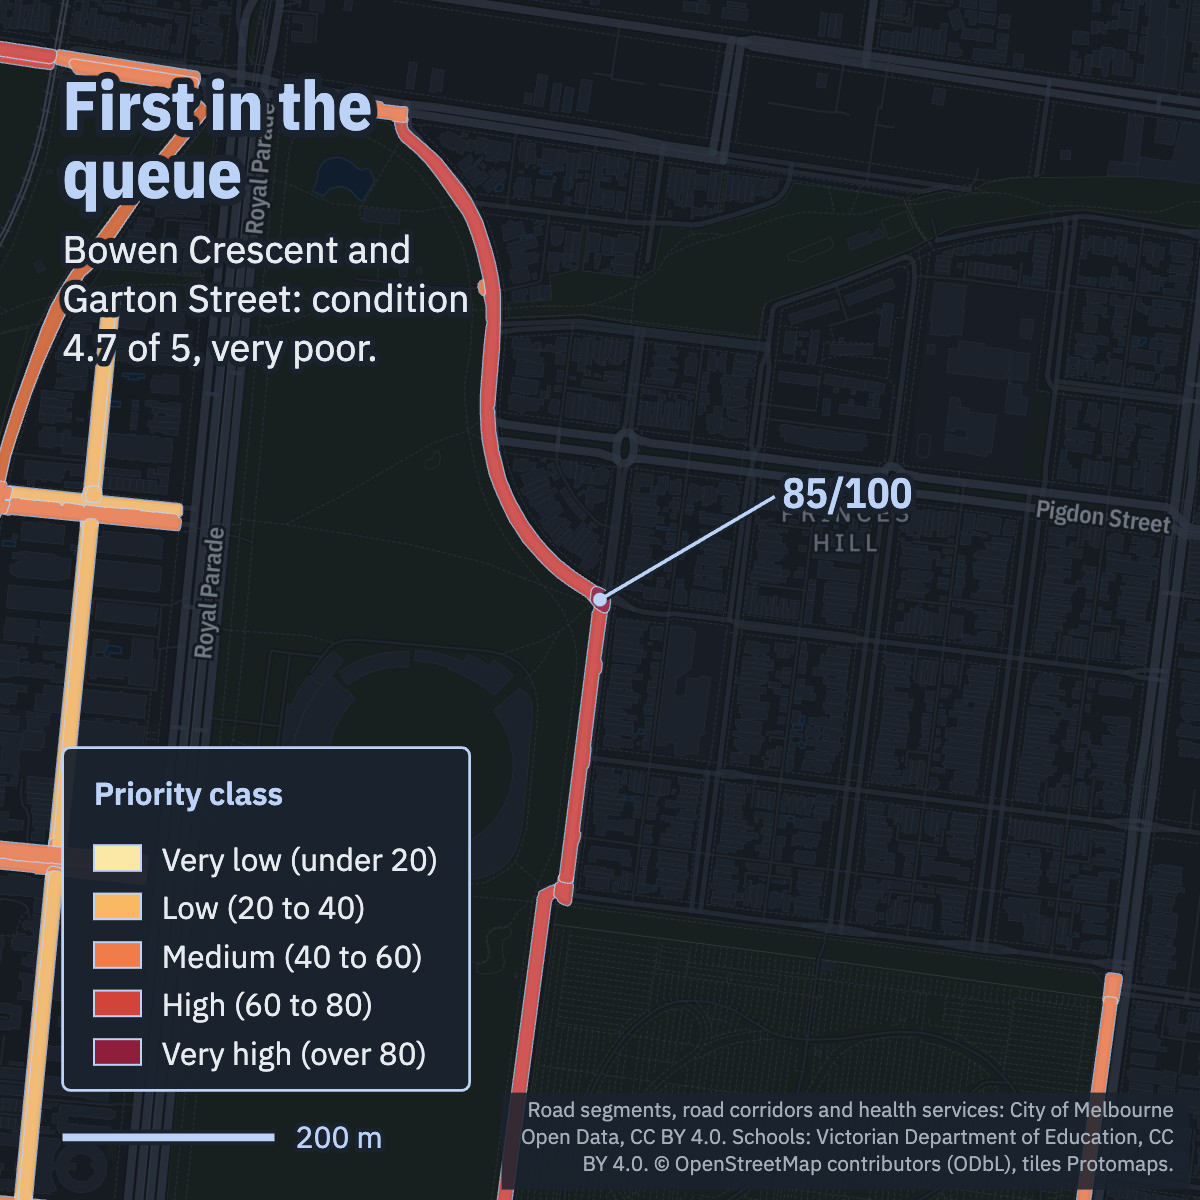 First in the
queue
Royal Parade
Bowen Crescent and
Garton Street: condition
4.7 of 5, very poor.
85/100
PRINCES
HILL
Pigdon Street
Royal Parade
Priority class
Very low (under 20)
Low (20 to 40)
Medium (40 to 60)
High (60 to 80)
Very high (over 80)
200 m
Road segments, road corridors and health services: City of Melbourne
Open Data, CC BY 4.0. Schools: Victorian Department of Education, CC
BY 4.0. © OpenStreetMap contributors (ODbL), tiles Protomaps.